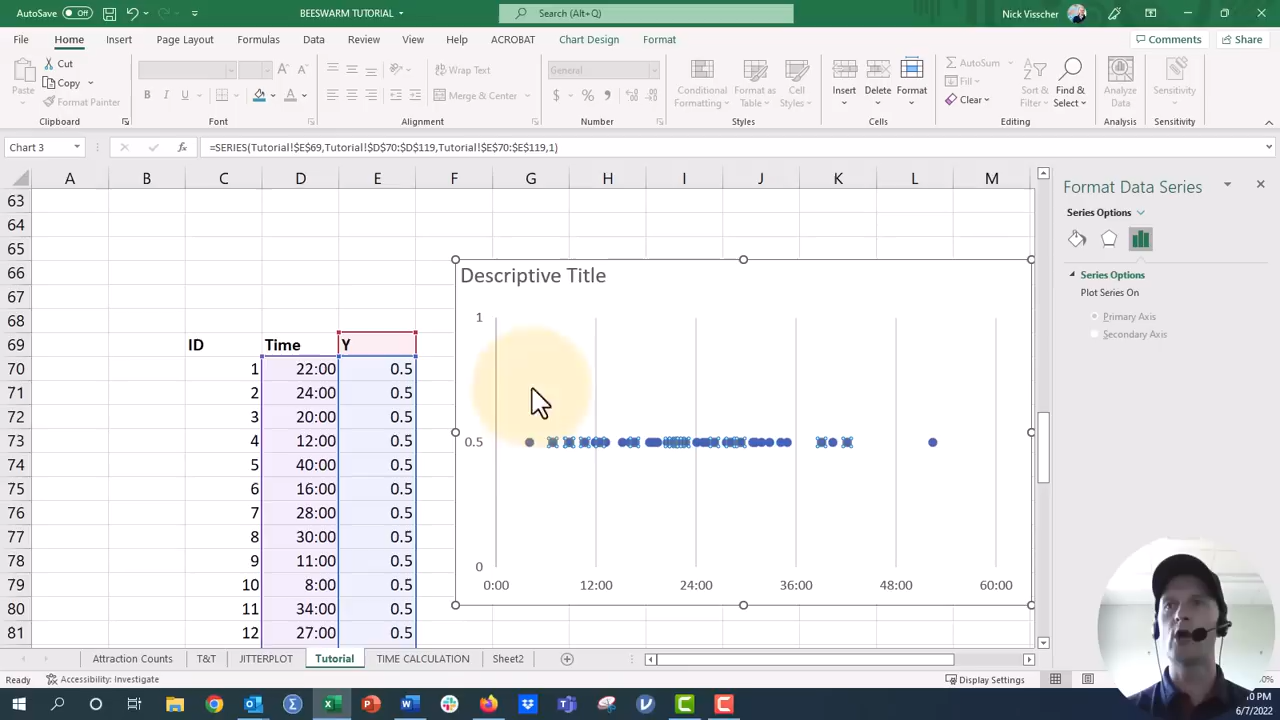 AutoSave Off
BEESWARM TUTORIAL
Search (Alt+Q)
Nick Visscher
File Home Insert Page Layout Formulas Data Review View Help ACROBAT Chart Design Format
Comments Share
Paste
Cut
Copy
Format Painter
Clipboard
B I U
A A
Font
Wrap Text
Merge & Center
Alignment
General
$ % ,
Number
Conditional Formatting
Format as Table
Cell Styles
Styles
Insert Delete Format
Cells
AutoSum
Fill
Clear
Sort & Filter
Find & Select
Editing
Analyze Data
Analysis
Sensitivity
Sensitivity
Chart 3
fx
=SERIES(Tutorial!$E$69,Tutorial!$D$70:$D$119,Tutorial!$E$70:$E$119,1)
A B C D E F G H I J K L M
63
64
65
66
67
68
69 ID Time Y
70 1 22:00 0.5
71 2 24:00 0.5
72 3 20:00 0.5
73 4 12:00 0.5
74 5 40:00 0.5
75 6 16:00 0.5
76 7 28:00 0.5
77 8 30:00 0.5
78 9 11:00 0.5
79 10 8:00 0.5
80 11 34:00 0.5
81 12 27:00 0.5
Descriptive Title
1
0.5
0
0:00 12:00 24:00 36:00 48:00 60:00
Format Data Series
Series Options
Series Options
Plot Series On
Primary Axis
Secondary Axis
Attraction Counts T&T JITTERPLOT Tutorial TIME CALCULATION Sheet2
Ready
Accessibility: Investigate
Display Settings
6/7/2022